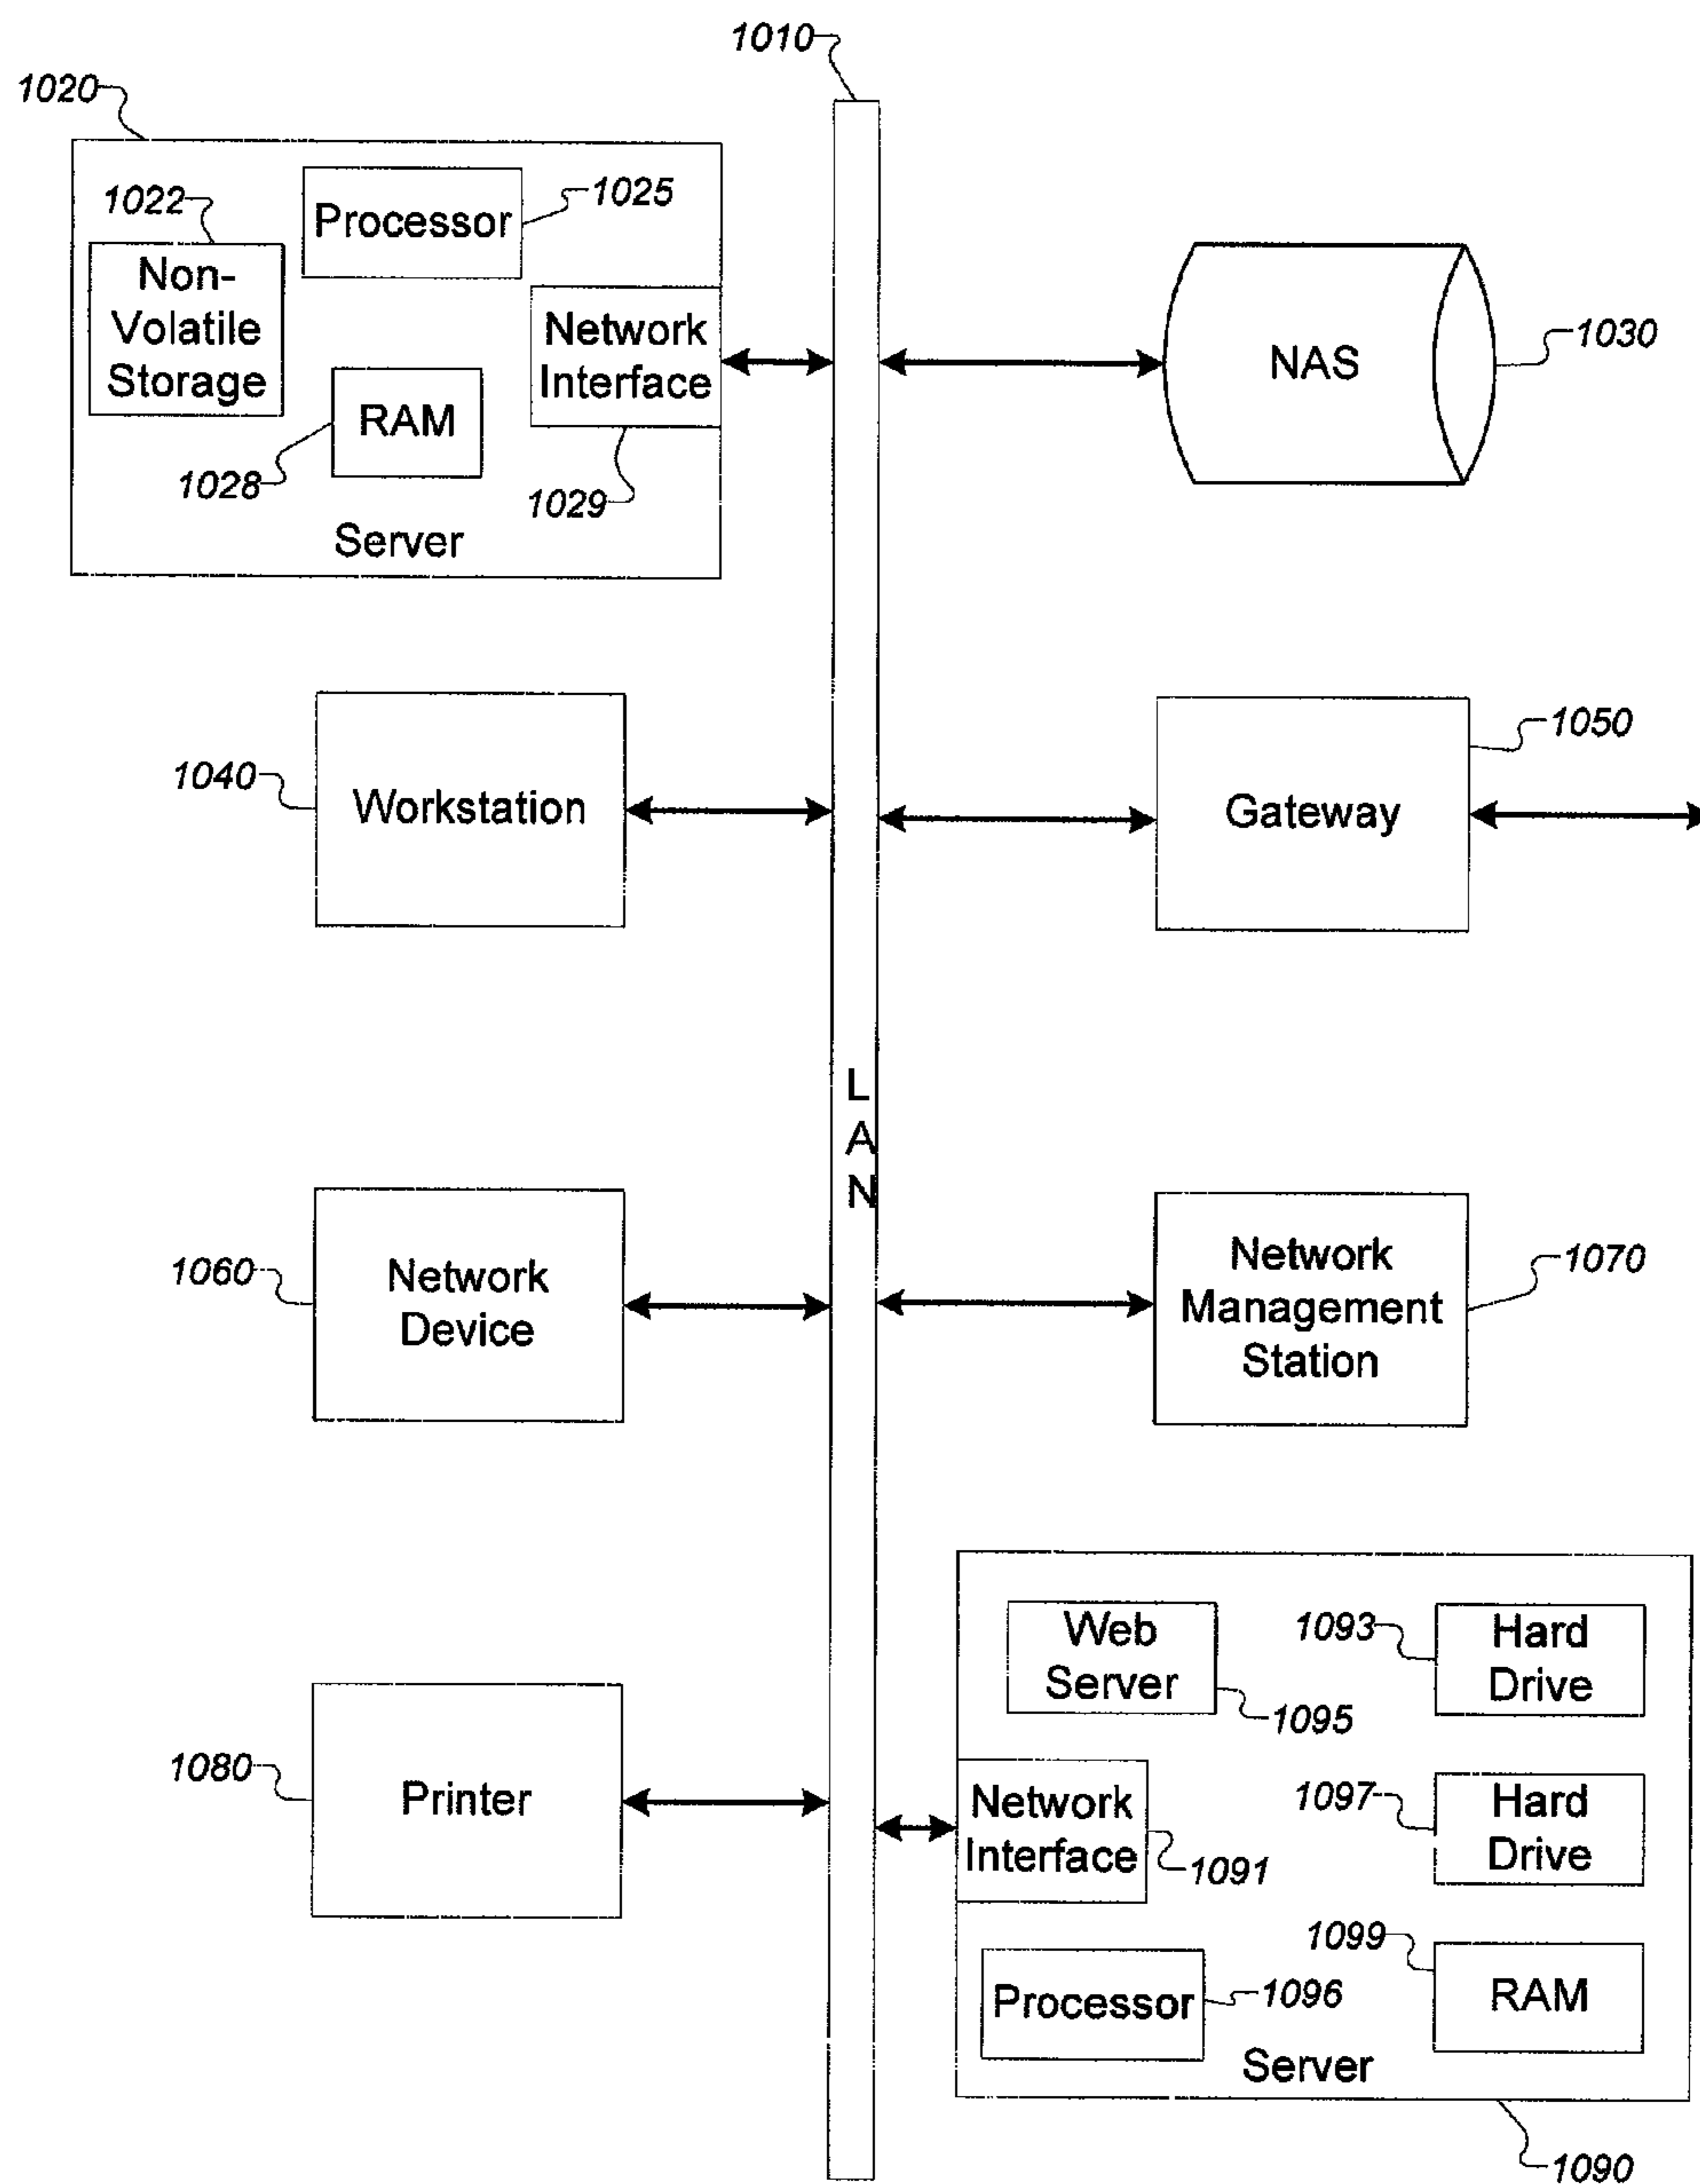 1010
1020
1022
Processor
1025
Non-
Volatile
Storage
Network
Interface
RAM
1028
1029
Server
NAS
1030
1040
Workstation
Gateway
1050
L
A
N
1060
Network
Device
Network
Management
Station
1070
1080
Printer
Web
Server
1095
1093
Hard
Drive
Network
Interface
1091
1097
Hard
Drive
Processor
1096
1099
RAM
Server
1090